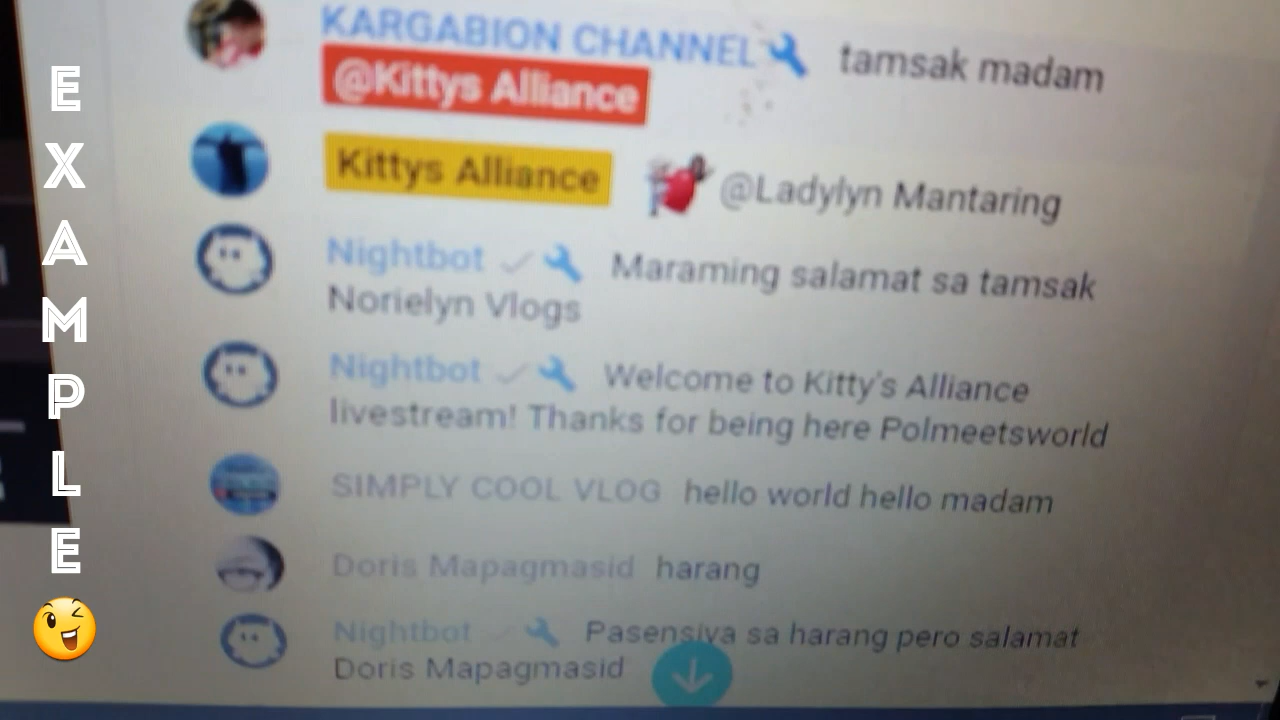 EXAMPLE
KARGABION CHANNEL tamsak madam
@Kittys Alliance
Kittys Alliance @Ladylyn Mantaring
Nightbot Maraming salamat sa tamsak
Norielyn Vlogs
Nightbot Welcome to Kitty's Alliance
livestream! Thanks for being here Polmeetsworld
SIMPLY COOL VLOG hello world hello madam
Doris Mapagmasid harang
Nightbot Pasensiya sa harang pero salamat
Doris Mapagmasid